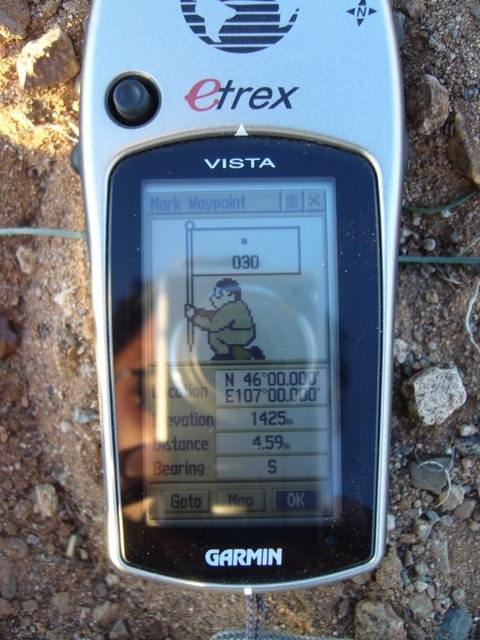 N
etrex
VISTA
Mark Waypoint
030
Location N 46°00.000'
E107°00.000'
Elevation 1425m
Distance 4.59m
Bearing S
Goto Map OK
GARMIN